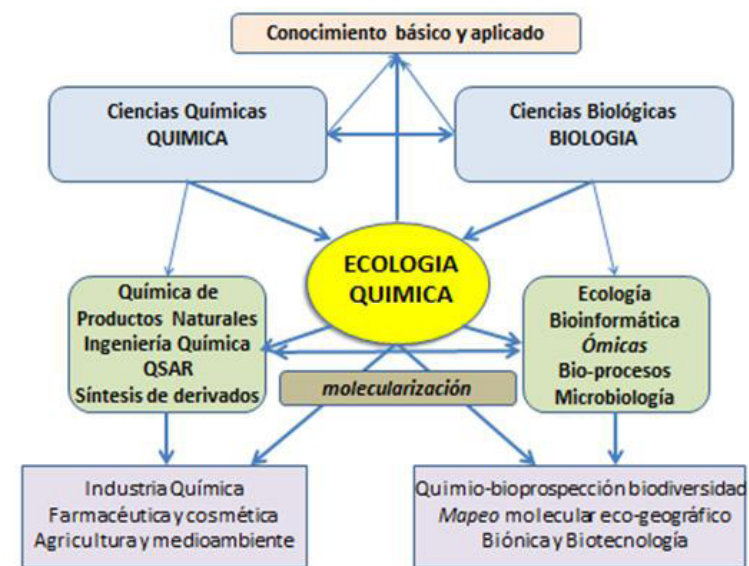 Conocimiento básico y aplicado
Ciencias Químicas
QUIMICA
Ciencias Biológicas
BIOLOGIA
ECOLOGIA
QUIMICA
Química de
Productos Naturales
Ingeniería Química
QSAR
Síntesis de derivados
Ecología
Bioinformática
Ómicas
Bio-procesos
Microbiología
molecularización
Industria Química
Farmacéutica y cosmética
Agricultura y medioambiente
Quimio-bioprospección biodiversidad
Mapeo molecular eco-geográfico
Biónica y Biotecnología